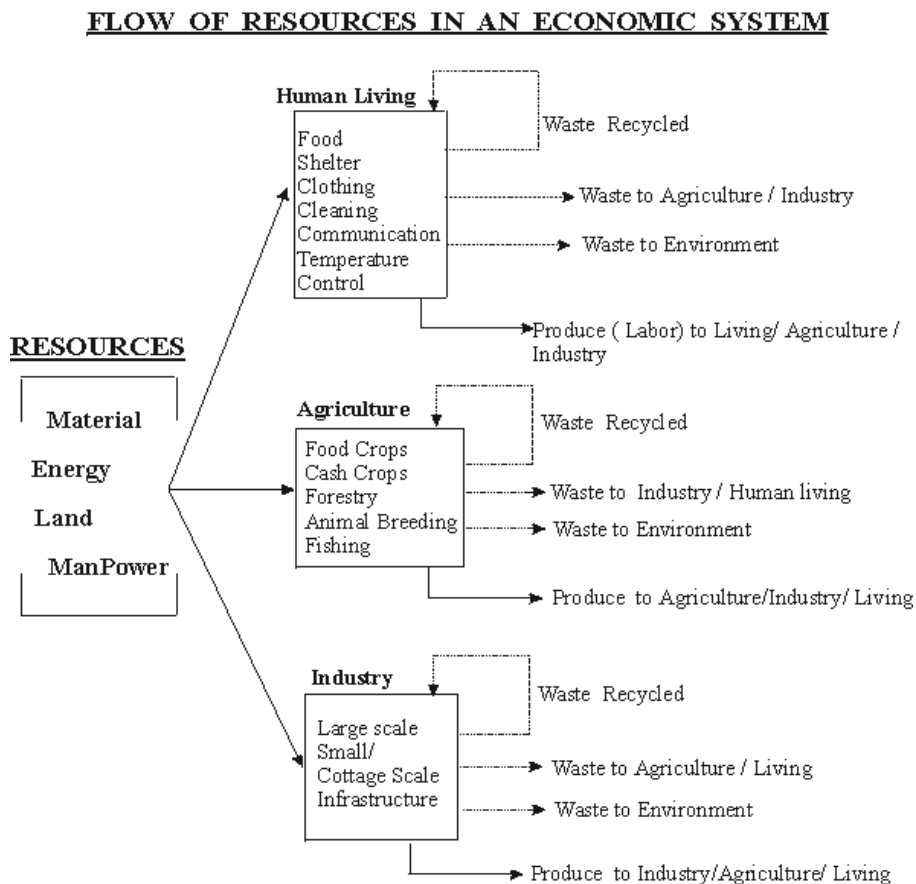 FLOW OF RESOURCES IN AN ECONOMIC SYSTEM
Human Living
Food
Shelter
Clothing
Cleaning
Communication
Temperature
Control
Waste Recycled
Waste to Agriculture / Industry
Waste to Environment
Produce ( Labor) to Living/ Agriculture /
Industry
RESOURCES
Material
Energy
Land
ManPower
Agriculture
Food Crops
Cash Crops
Forestry
Animal Breeding
Fishing
Waste Recycled
Waste to Industry / Human living
Waste to Environment
Produce to Agriculture/Industry/ Living
Industry
Large scale
Small/
Cottage Scale
Infrastructure
Waste Recycled
Waste to Agriculture / Living
Waste to Environment
Produce to Industry/Agriculture/ Living